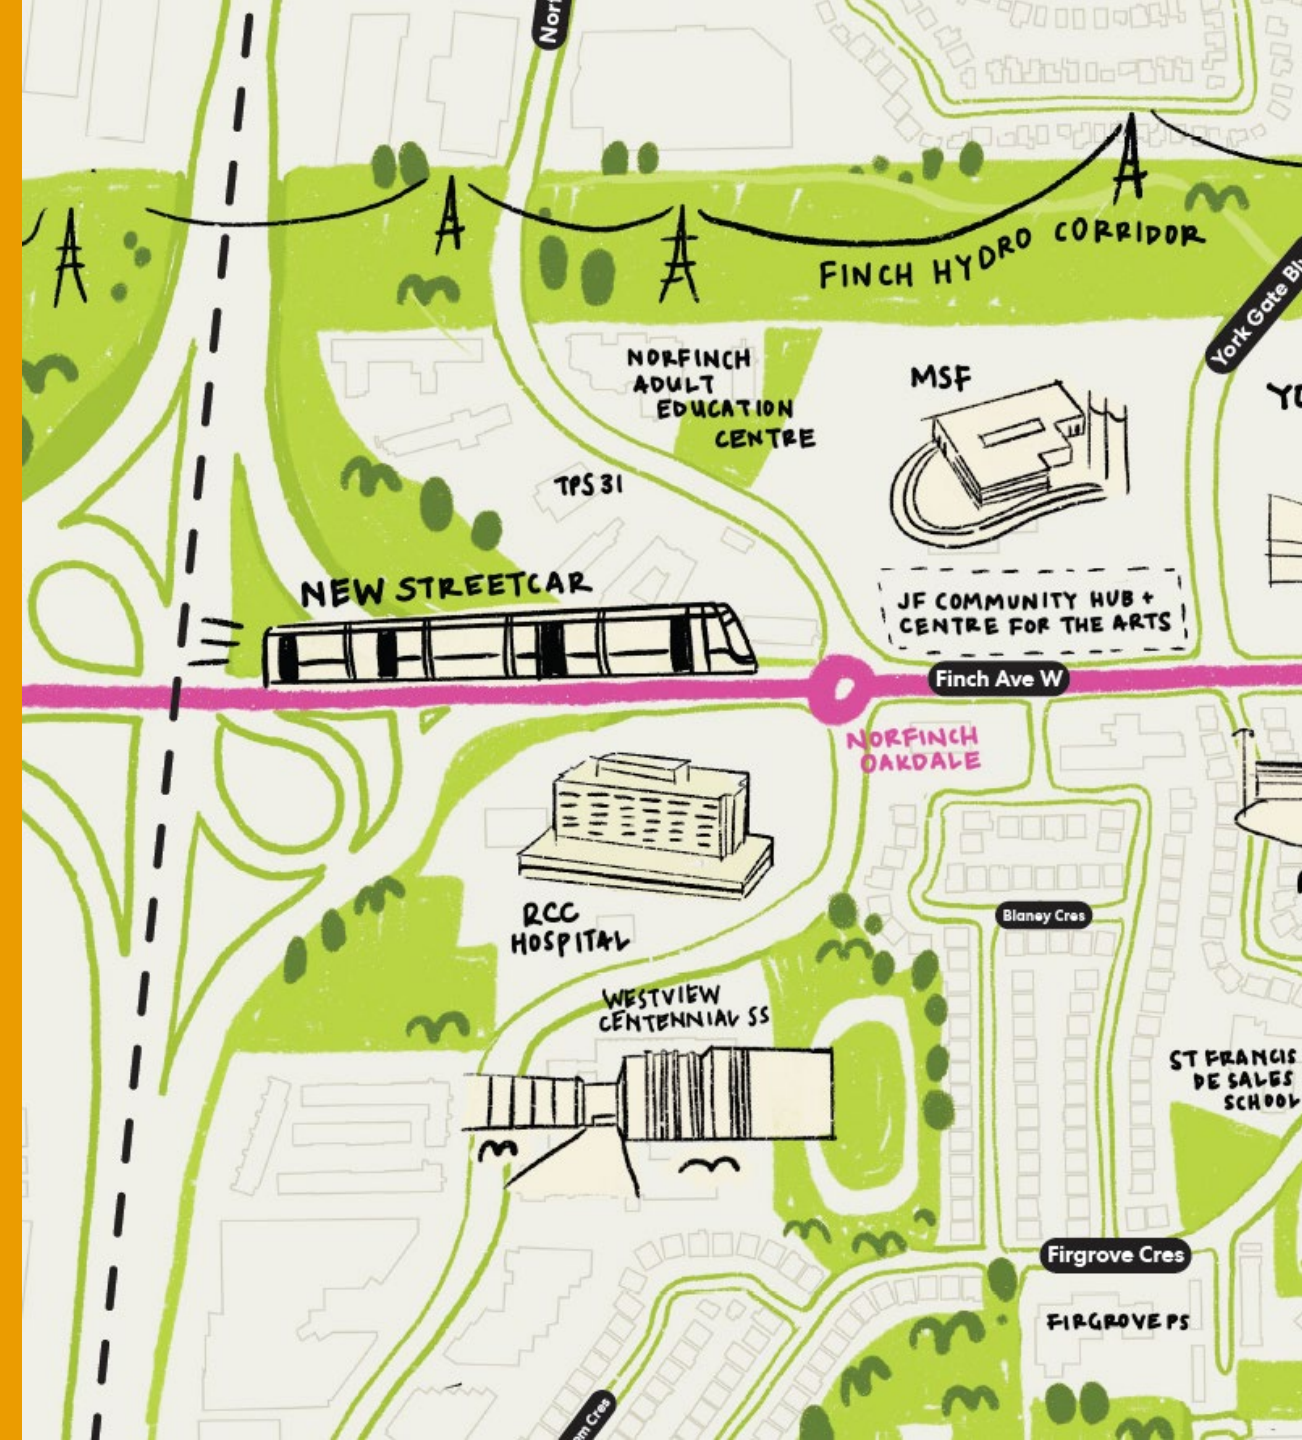 FINCH HYDRO CORRIDOR
York Gate
NORFINCH
ADULT
EDUCATION
CENTRE
MSF
TPS 31
NEW STREETCAR
JF COMMUNITY HUB +
CENTRE FOR THE ARTS
Finch Ave W
NORFINCH
OAKDALE
RCC
HOSPITAL
Blaney Cres
WESTVIEW
CENTENNIAL SS
ST FRANCIS
DE SALES
SCHOOL
Firgrove Cres
FIRGROVE PS
Cres